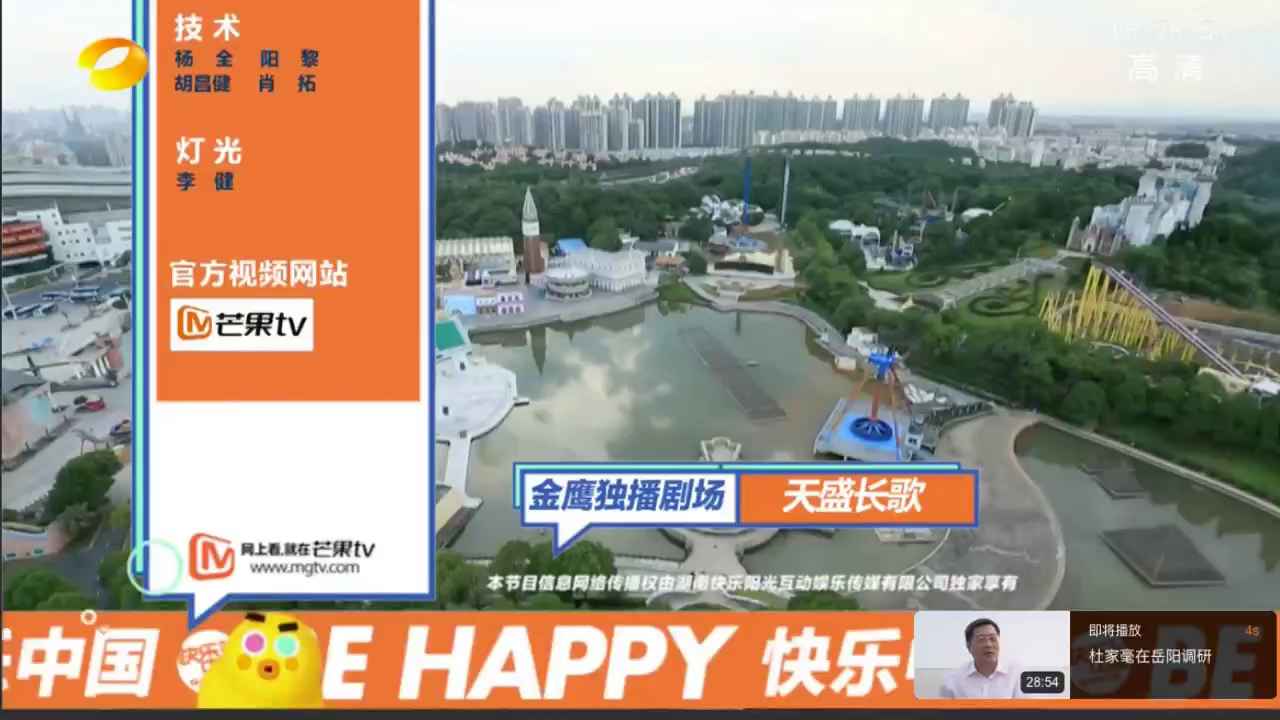 技术
杨全 阳黎
胡昌健 肖拓
灯光
李健
官方视频网站
芒果tv
网上看,就在芒果tv
www.mgtv.com
高清
金鹰独播剧场
天盛长歌
本节目信息网络传播权由湖南快乐阳光互动娱乐传媒有限公司独家享有
乐中国
快乐
BE HAPPY 快乐
即将播放
4s
杜家毫在岳阳调研
28:54
BE